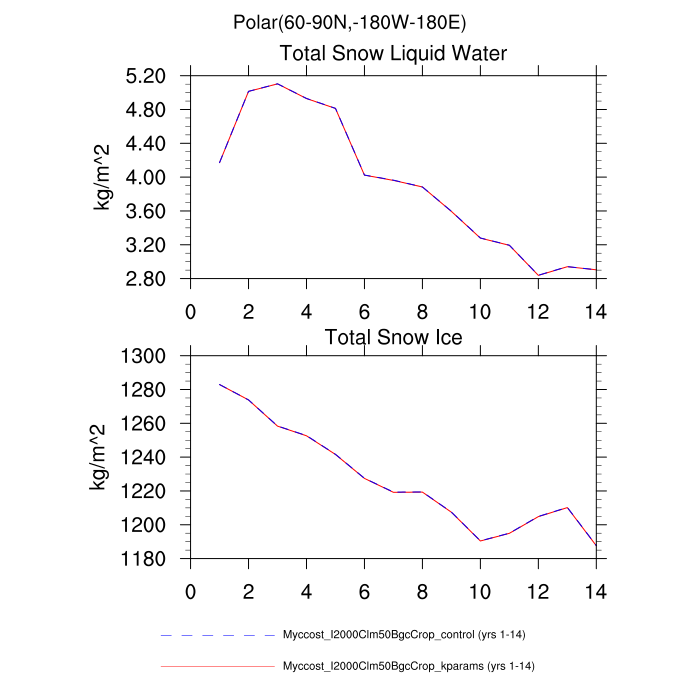 Polar(60-90N,-180W-180E)
Total Snow Liquid Water
5.20
4.80
4.40
4.00
3.60
3.20
2.80
kg/m^2
0 2 4 6 8 10 12 14
Total Snow Ice
1300
1280
1260
1240
1220
1200
1180
kg/m^2
0 2 4 6 8 10 12 14
Myccost_I2000Clm50BgcCrop_control (yrs 1-14)
Myccost_I2000Clm50BgcCrop_kparams (yrs 1-14)